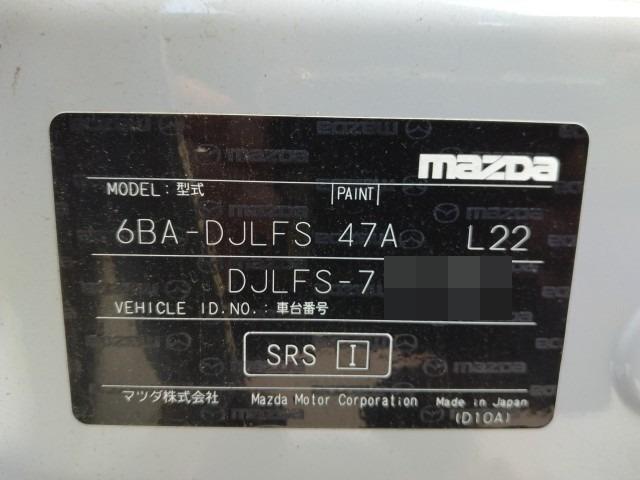 mazda
MODEL: 型式 PAINT
6BA-DJLFS 47A L22
DJLFS-7
VEHICLE ID.NO.: 車台番号
SRS I
マツダ株式会社 Mazda Motor Corporation Made in Japan
(D10A)